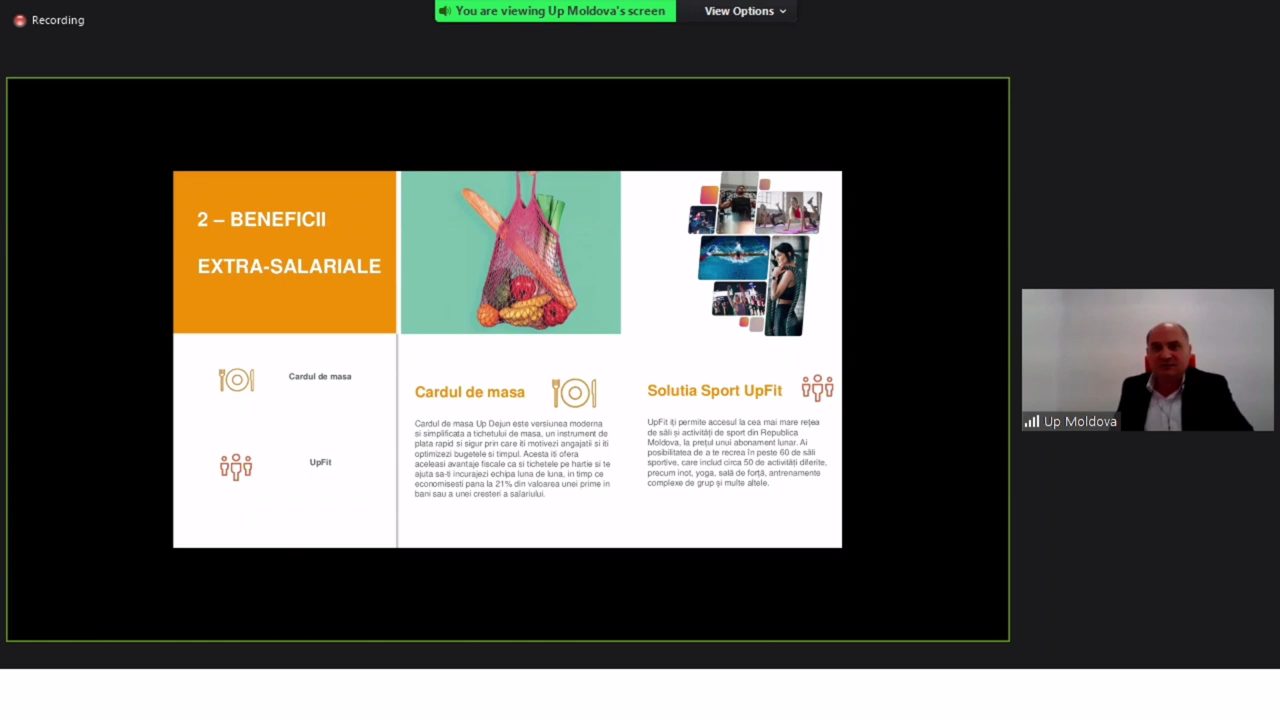 Recording
You are viewing Up Moldova's screen
View Options
2 – BENEFICII
EXTRA-SALARIALE
Cardul de masa
UpFit
Cardul de masa
Cardul de masa Up Dejun este versiunea moderna
si simplificata a tichetului de masa, un instrument de
plata rapid si sigur prin care iti motivezi angajatii si iti
optimizezi bugetele si timpul. Acesta iti ofera
aceleasi avantaje fiscale ca si tichetele pe hartie si te
ajuta sa-ti incurajezi echipa luna de luna, in timp ce
economisesti pana la 21% din valoarea unei prime in
bani sau a unei cresteri a salariului.
Solutia Sport UpFit
UpFit iți permite accesul la cea mai mare rețea
de săli și activități de sport din Republica
Moldova, la prețul unui abonament lunar. Ai
posibilitatea de a te recrea în peste 60 de săli
sportive, care includ circa 50 de activități diferite,
precum inot, yoga, sală de forță, antrenamente
complexe de grup și multe altele.
Up Moldova